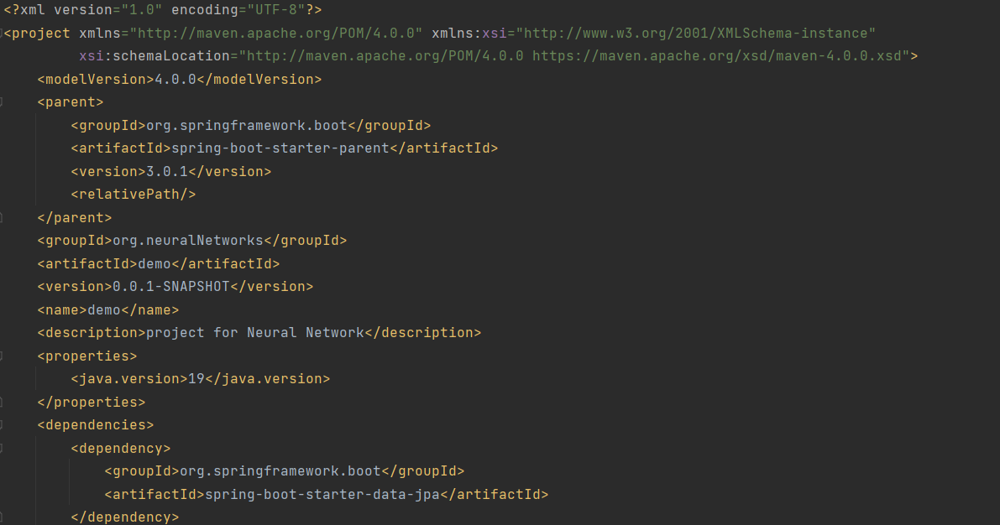 <?xml version="1.0" encoding="UTF-8"?>
<project xmlns="http://maven.apache.org/POM/4.0.0" xmlns:xsi="http://www.w3.org/2001/XMLSchema-instance"
         xsi:schemaLocation="http://maven.apache.org/POM/4.0.0 https://maven.apache.org/xsd/maven-4.0.0.xsd">
    <modelVersion>4.0.0</modelVersion>
    <parent>
        <groupId>org.springframework.boot</groupId>
        <artifactId>spring-boot-starter-parent</artifactId>
        <version>3.0.1</version>
        <relativePath/>
    </parent>
    <groupId>org.neuralNetworks</groupId>
    <artifactId>demo</artifactId>
    <version>0.0.1-SNAPSHOT</version>
    <name>demo</name>
    <description>project for Neural Network</description>
    <properties>
        <java.version>19</java.version>
    </properties>
    <dependencies>
        <dependency>
            <groupId>org.springframework.boot</groupId>
            <artifactId>spring-boot-starter-data-jpa</artifactId>
        </dependency>